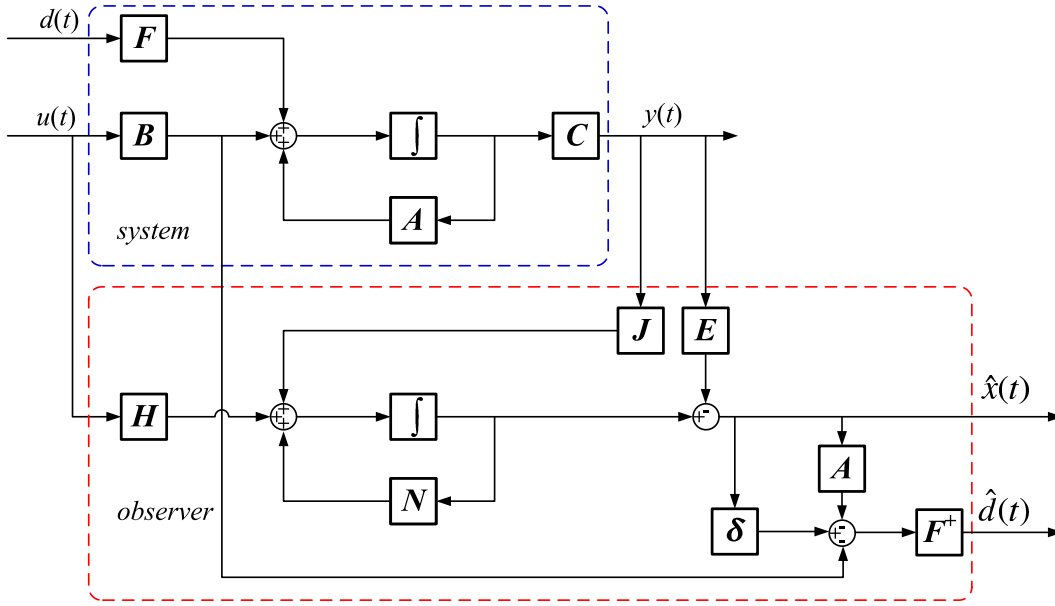 d(t)
F
+
u(t)
B
+
+
∫
C
y(t)
A
system
J
E
H
+
+
+
∫
+
-
x̂(t)
N
A
observer
δ
+
-
-
F⁺
d̂(t)